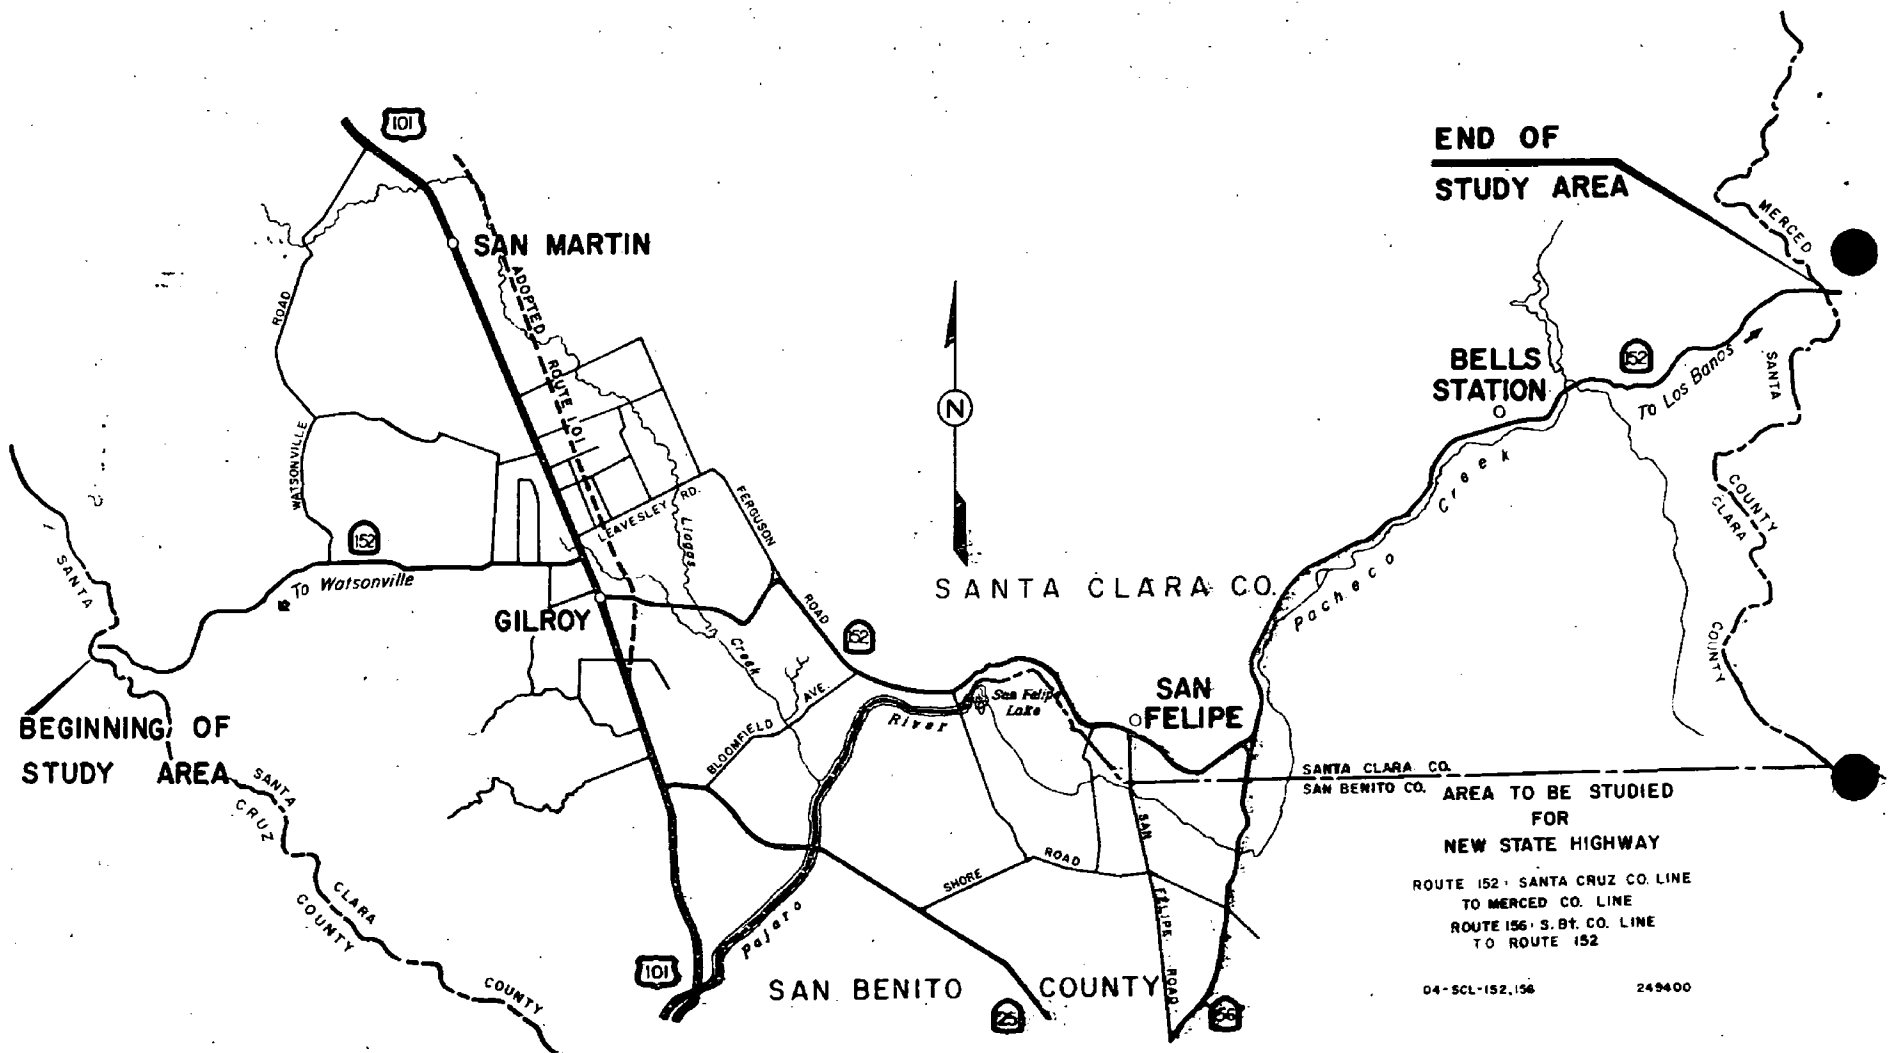 101
END OF
STUDY AREA
MERCED
SAN MARTIN
ADOPTED
ROUTE 101
ROAD
N
BELLS
STATION
152
To Los Banos
SANTA
COUNTY
CLARA
COUNTY
WATSONVILLE
LEAVESLEY RD.
FERGUSON
ROAD
Llagas
Creek
Pacheco
Creek
152
To Watsonville
SANTA
SANTA CLARA CO.
GILROY
152
SAN
FELIPE
San Felipe
Lake
River
BLOOMFIELD AVE.
BEGINNING OF
STUDY AREA
SANTA
CRUZ
CLARA
COUNTY
COUNTY
SANTA CLARA CO.
SAN BENITO CO.
AREA TO BE STUDIED
FOR
NEW STATE HIGHWAY
ROUTE 152: SANTA CRUZ CO. LINE
TO MERCED CO. LINE
ROUTE 156: S.Bt. CO. LINE
TO ROUTE 152
SHORE ROAD
SAN FELIPE ROAD
Pajaro
101
SAN BENITO COUNTY
25
156
04-SCL-152,156
249400